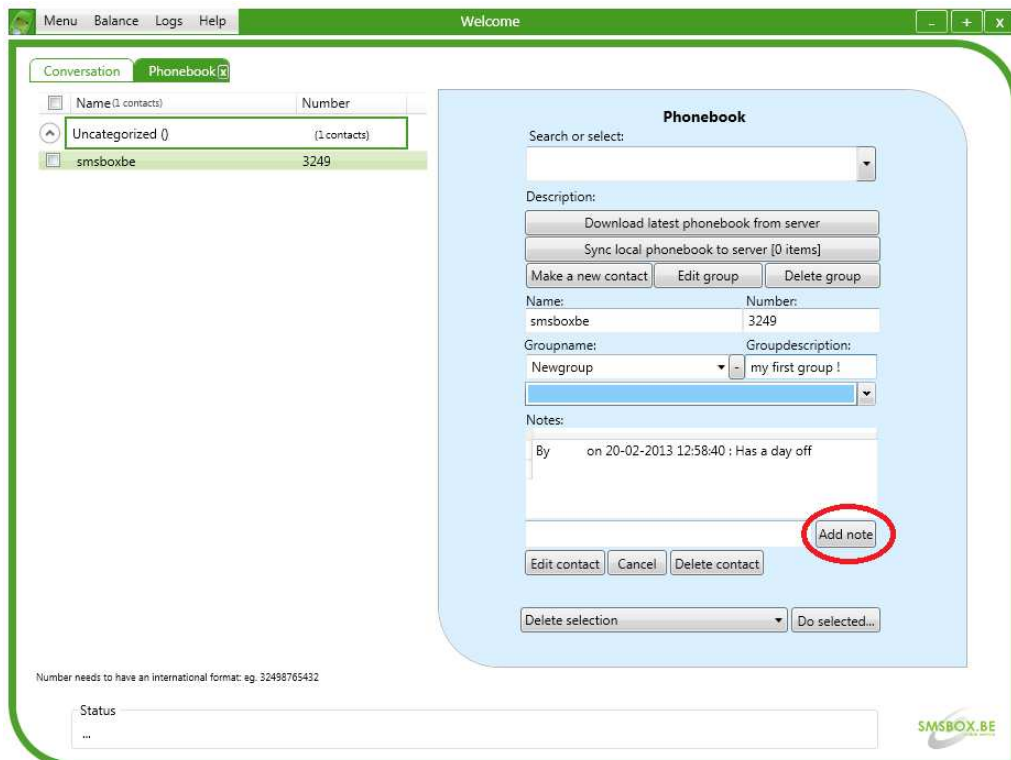 Menu Balance Logs Help Welcome - + x
Conversation Phonebook x
Name (1 contacts) Number
Uncategorized () (1 contacts)
smsboxbe 3249
Phonebook
Search or select:
Description:
Download latest phonebook from server
Sync local phonebook to server [0 items]
Make a new contact Edit group Delete group
Name: Number:
smsboxbe 3249
Groupname: Groupdescription:
Newgroup - my first group !
Notes:
By on 20-02-2013 12:58:40 : Has a day off
Add note
Edit contact Cancel Delete contact
Delete selection Do selected...
Number needs to have an international format: eg. 32498765432
Status
...
SMSBOX.BE